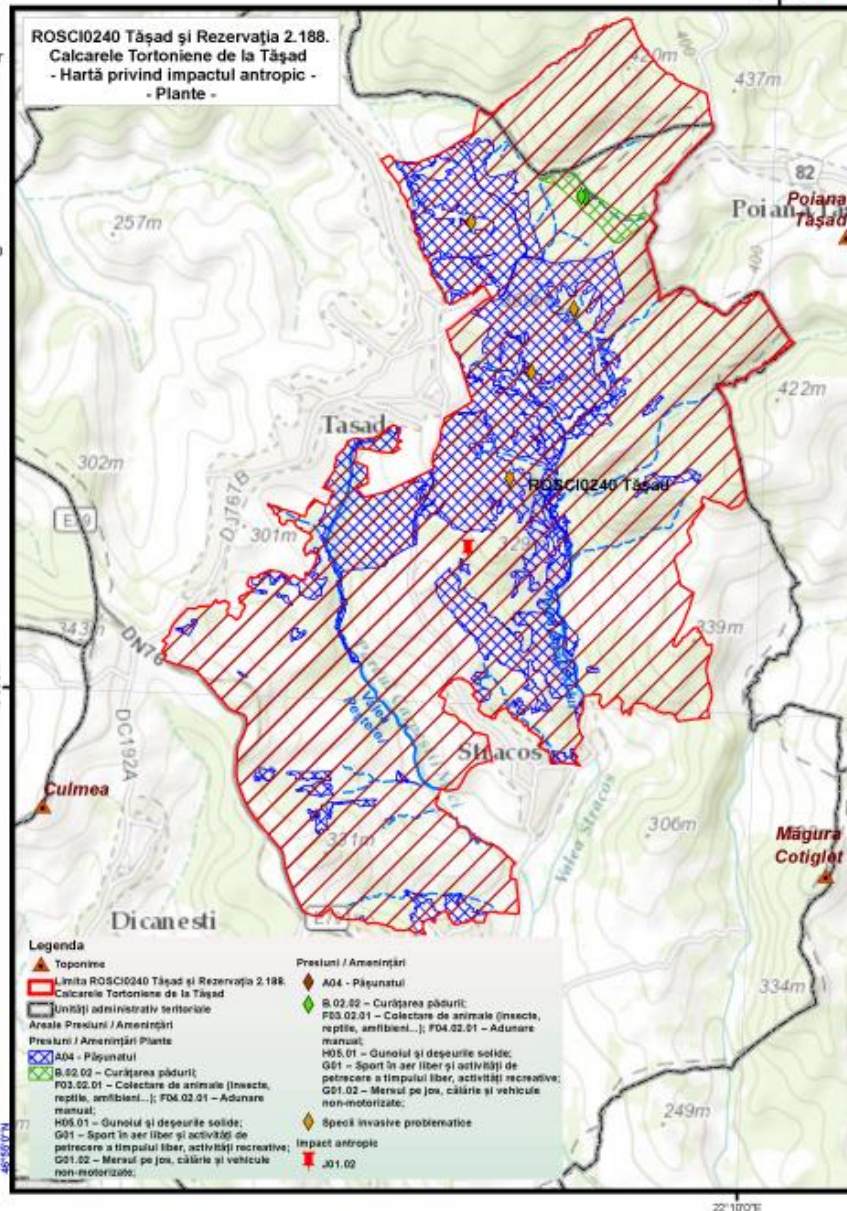 ROSCI0240 Tășad și Rezervația 2.188.
Calcarele Tortoniene de la Tășad
- Hartă privind impactul antropic -
- Plante -
420m
400
437m
82
Poiana
Tășad
257m
400
422m
Tasad
302m
ROSCI0240 Tășad
DJ761B
301m
343m
339m
DN76
DC192A
Valea
Stracos
Culmea
306m
Măgura
Cotiglet
331m
Valea Stracos
Dicanesti
334m
249m
Legenda
Toponime
Limita ROSCI0240 Tășad și Rezervația 2.188.
Calcarele Tortoniene de la Tășad
Unități administrativ teritoriale
Areale Presiuni / Amenințări
Presiuni / Amenințări Plante
A04 - Pășunatul
B.02.02 – Curățarea pădurii;
F03.02.01 – Colectare de animale (insecte,
reptile, amfibieni...); F04.02.01 – Adunare
manual;
H05.01 – Gunoiul și deșeurile solide;
G01 – Sport în aer liber și activități de
petrecere a timpului liber, activități recreative;
G01.02 – Mersul pe jos, călărie și vehicule
non-motorizate;
Presiuni / Amenințări
A04 - Pășunatul
B.02.02 – Curățarea pădurii;
F03.02.01 – Colectare de animale (insecte,
reptile, amfibieni...); F04.02.01 – Adunare
manual;
H05.01 – Gunoiul și deșeurile solide;
G01 – Sport în aer liber și activități de
petrecere a timpului liber, activități recreative;
G01.02 – Mersul pe jos, călărie și vehicule
non-motorizate;
Specii invasive problematice
Impact antropic
J01.02
22°10'0"E